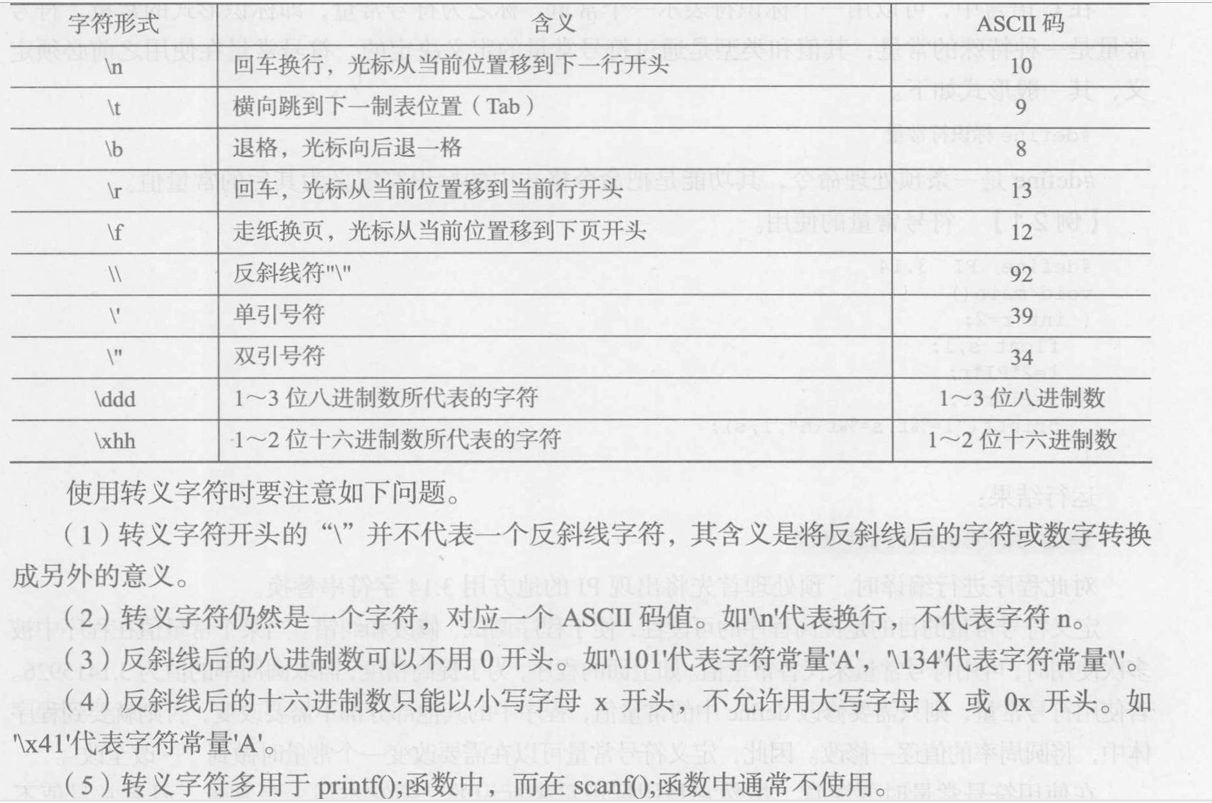 字符形式 含义 ASCII 码
\n 回车换行，光标从当前位置移到下一行开头 10
\t 横向跳到下一制表位置（Tab） 9
\b 退格，光标向后退一格 8
\r 回车，光标从当前位置移到当前行开头 13
\f 走纸换页，光标从当前位置移到下页开头 12
\\ 反斜线符"\" 92
\' 单引号符 39
\" 双引号符 34
\ddd 1～3 位八进制数所代表的字符 1～3 位八进制数
\xhh 1～2 位十六进制数所代表的字符 1～2 位十六进制数
使用转义字符时要注意如下问题。
（1）转义字符开头的“\”并不代表一个反斜线字符，其含义是将反斜线后的字符或数字转换
成另外的意义。
（2）转义字符仍然是一个字符，对应一个 ASCII 码值。如'\n'代表换行，不代表字符 n。
（3）反斜线后的八进制数可以不用 0 开头。如'\101'代表字符常量'A'，'\134'代表字符常量'\'。
（4）反斜线后的十六进制数只能以小写字母 x 开头，不允许用大写字母 X 或 0x 开头。如
'\x41'代表字符常量'A'。
（5）转义字符多用于 printf();函数中，而在 scanf();函数中通常不使用。